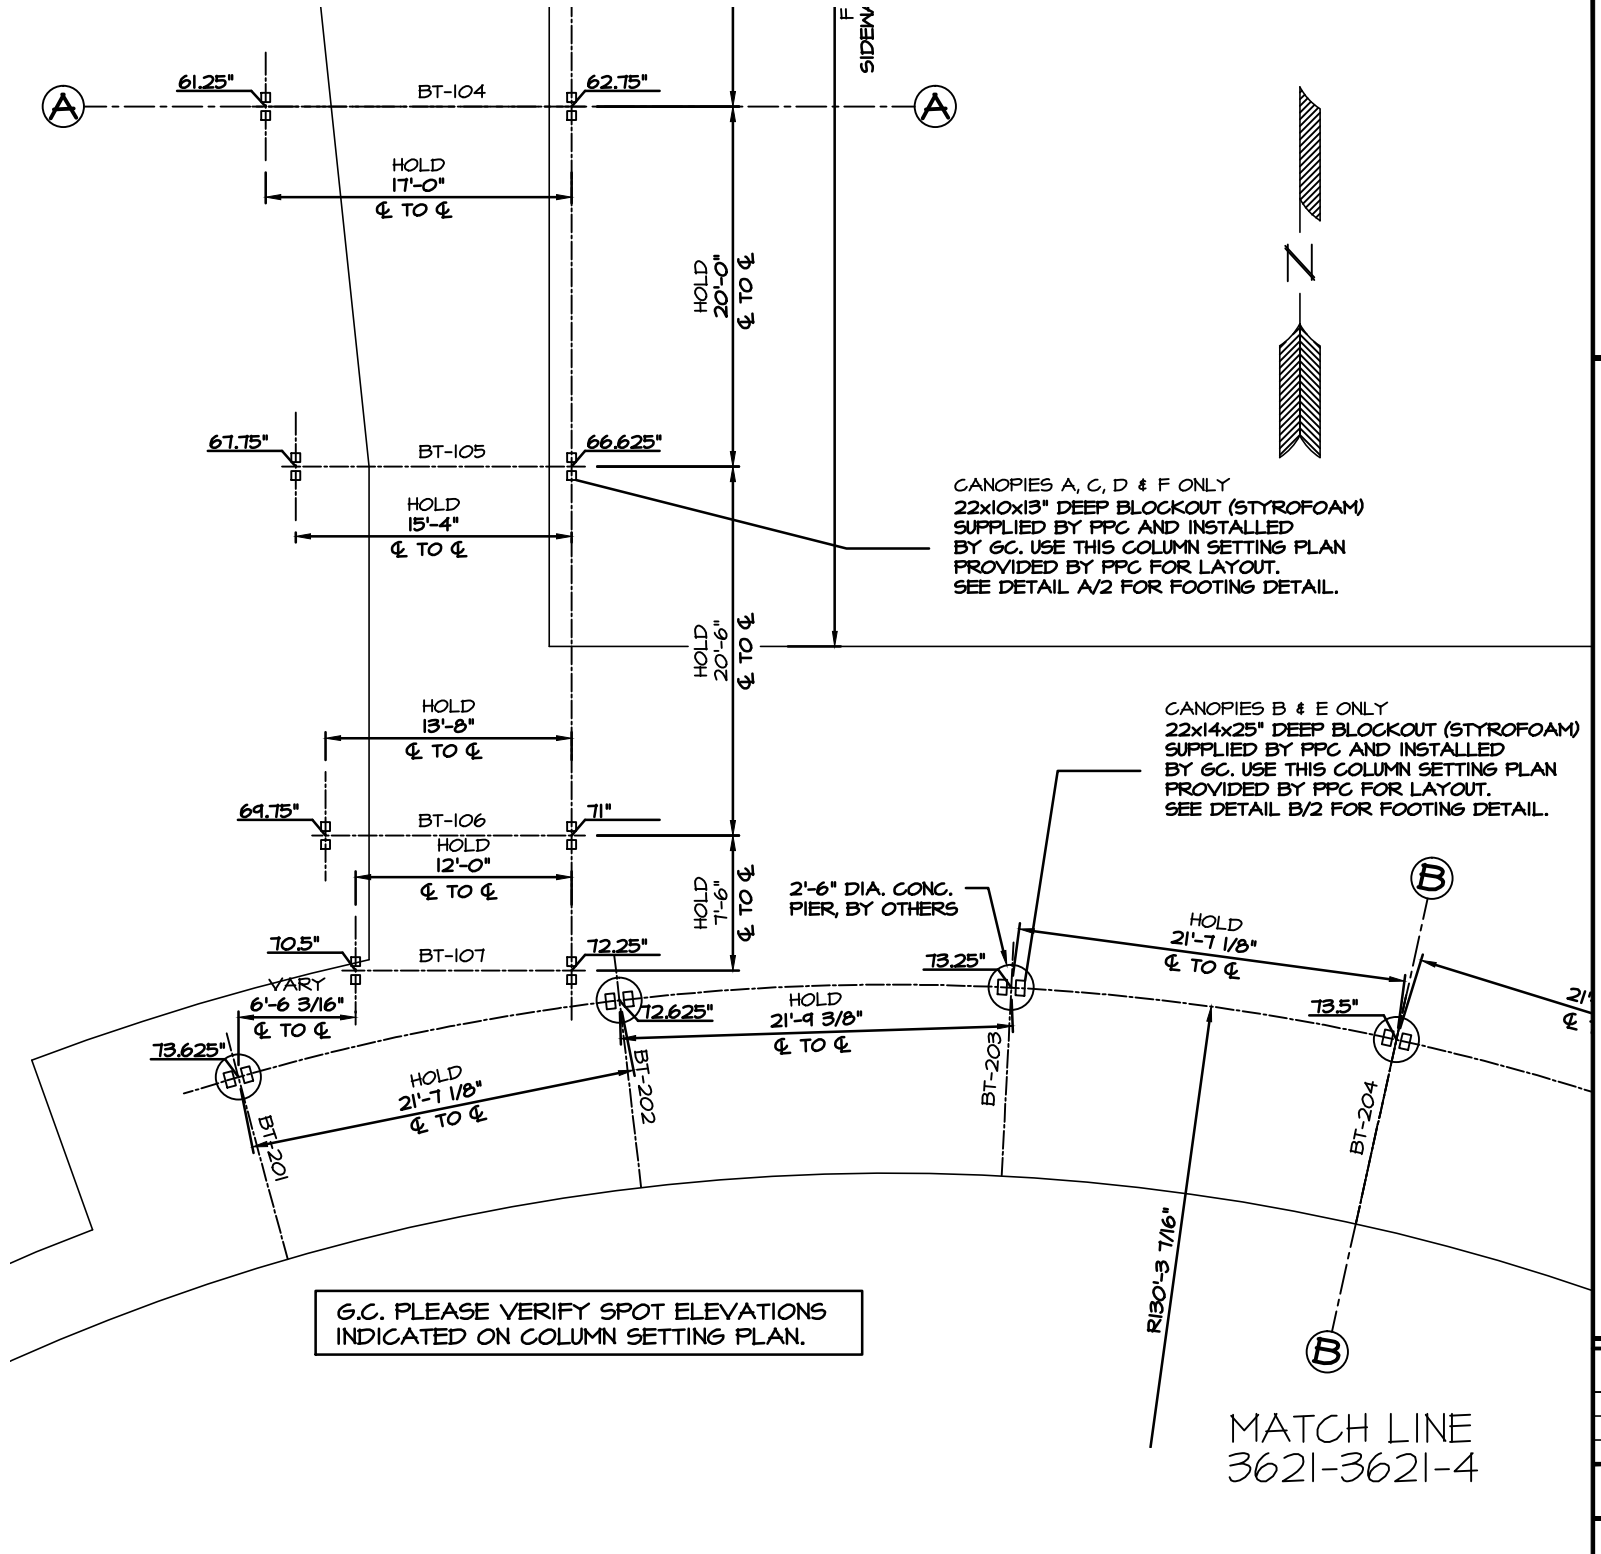 F
SIDEW
61.25"
BT-104
62.75"
A
A
HOLD
17'-0"
℄ TO ℄
HOLD
20'-0"
℄ TO ℄
N
67.75"
BT-105
66.625"
HOLD
15'-4"
℄ TO ℄
CANOPIES A, C, D & F ONLY
22x10x13" DEEP BLOCKOUT (STYROFOAM)
SUPPLIED BY PPC AND INSTALLED
BY GC. USE THIS COLUMN SETTING PLAN
PROVIDED BY PPC FOR LAYOUT.
SEE DETAIL A/2 FOR FOOTING DETAIL.
HOLD
20'-6"
℄ TO ℄
HOLD
13'-8"
℄ TO ℄
CANOPIES B & E ONLY
22x14x25" DEEP BLOCKOUT (STYROFOAM)
SUPPLIED BY PPC AND INSTALLED
BY GC. USE THIS COLUMN SETTING PLAN
PROVIDED BY PPC FOR LAYOUT.
SEE DETAIL B/2 FOR FOOTING DETAIL.
69.75"
BT-106
71"
HOLD
12'-0"
℄ TO ℄
HOLD
7'-6"
℄ TO ℄
2'-6" DIA. CONC.
PIER, BY OTHERS
B
HOLD
21'-7 1/8"
℄ TO ℄
70.5"
BT-107
72.25"
73.25"
VARY
6'-6 3/16"
℄ TO ℄
72.625"
HOLD
21'-9 3/8"
℄ TO ℄
73.5"
21'
℄
73.625"
HOLD
21'-7 1/8"
℄ TO ℄
BT-201
BT-202
BT-203
BT-204
R130'-3 7/16"
G.C. PLEASE VERIFY SPOT ELEVATIONS
INDICATED ON COLUMN SETTING PLAN.
B
MATCH LINE
3621-3621-4